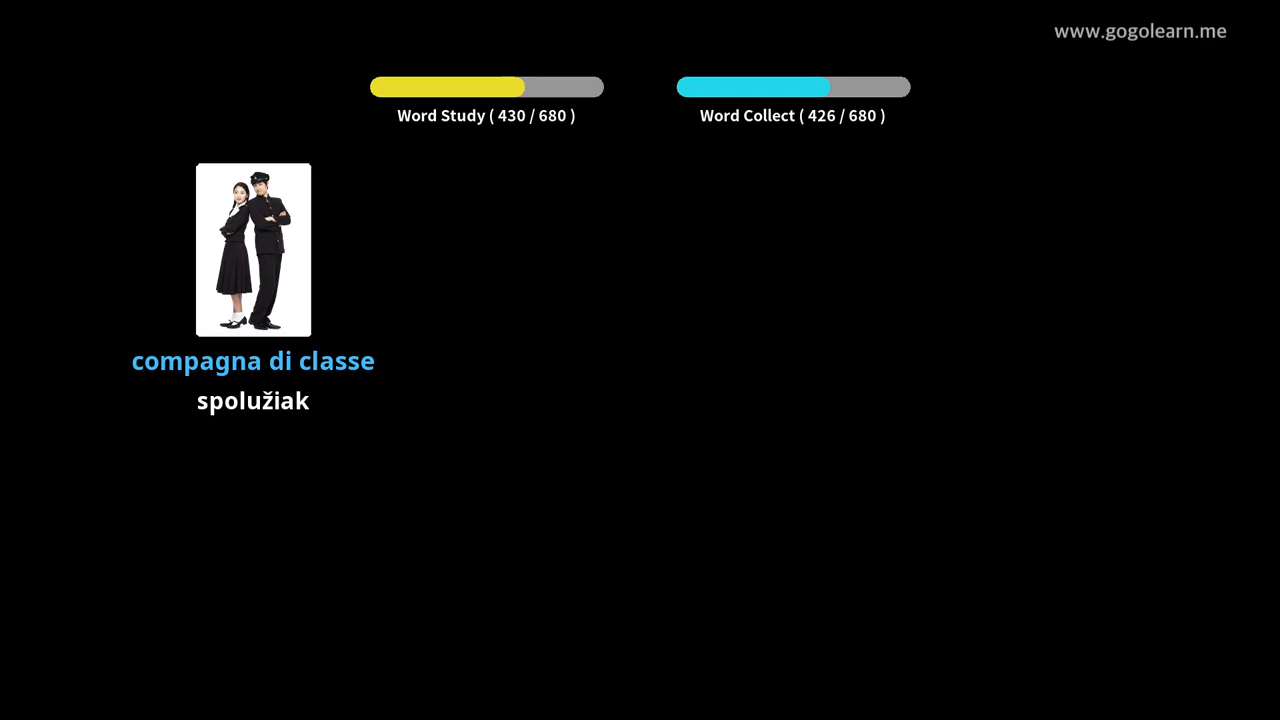 www.gogolearn.me
Word Study ( 430 / 680 )
Word Collect ( 426 / 680 )
compagna di classe
spolužiak